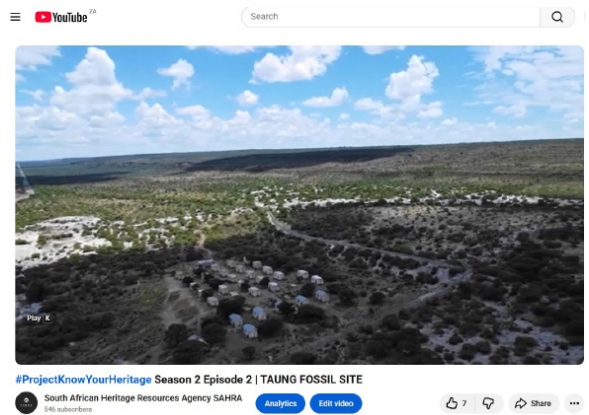 YouTube ZA
Search
Play K
#ProjectKnowYourHeritage Season 2 Episode 2 | TAUNG FOSSIL SITE
South African Heritage Resources Agency SAHRA
546 subscribers
Analytics
Edit video
7
Share